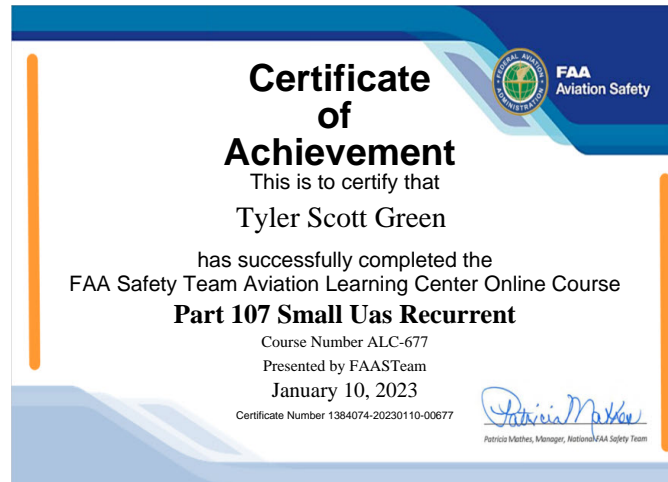 Certificate
of
Achievement
FEDERAL AVIATION
ADMINISTRATION
FAA
Aviation Safety
This is to certify that
Tyler Scott Green
has successfully completed the
FAA Safety Team Aviation Learning Center Online Course
Part 107 Small Uas Recurrent
Course Number ALC-677
Presented by FAASTeam
January 10, 2023
Certificate Number 1384074-20230110-00677
Patricia Mathes
Patricia Mathes, Manager, National FAA Safety Team